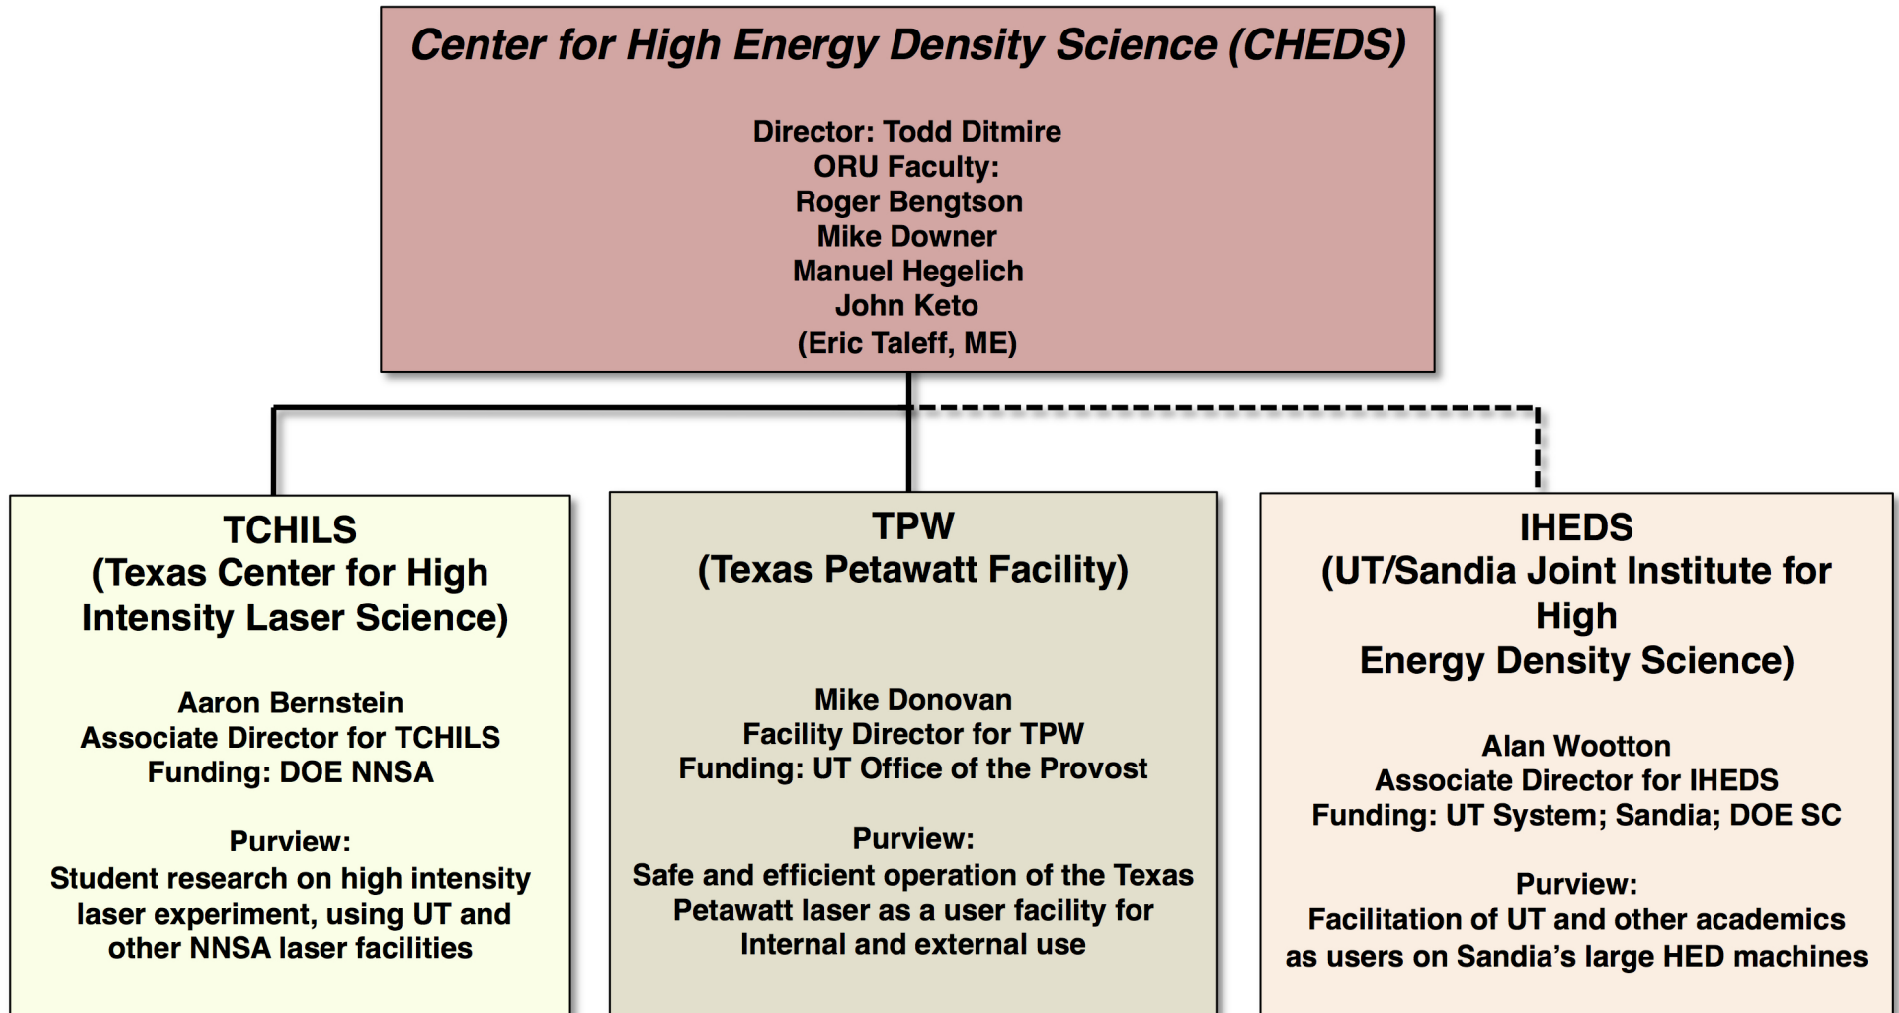 Center for High Energy Density Science (CHEDS)
Director: Todd Ditmire
ORU Faculty:
Roger Bengtson
Mike Downer
Manuel Hegelich
John Keto
(Eric Taleff, ME)
TCHILS
(Texas Center for High
Intensity Laser Science)
Aaron Bernstein
Associate Director for TCHILS
Funding: DOE NNSA
Purview:
Student research on high intensity
laser experiment, using UT and
other NNSA laser facilities
TPW
(Texas Petawatt Facility)
Mike Donovan
Facility Director for TPW
Funding: UT Office of the Provost
Purview:
Safe and efficient operation of the Texas
Petawatt laser as a user facility for
Internal and external use
IHEDS
(UT/Sandia Joint Institute for
High
Energy Density Science)
Alan Wootton
Associate Director for IHEDS
Funding: UT System; Sandia; DOE SC
Purview:
Facilitation of UT and other academics
as users on Sandia’s large HED machines